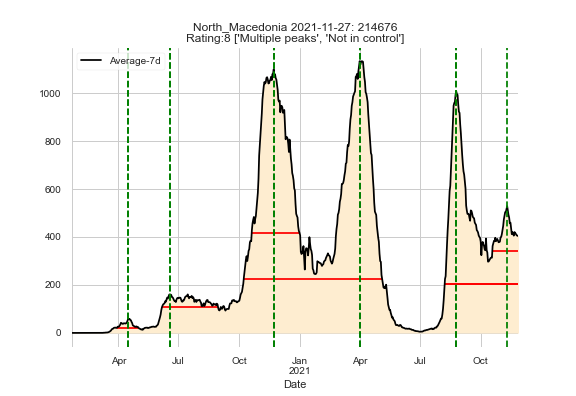 North_Macedonia 2021-11-27: 214676
Rating:8 ['Multiple peaks', 'Not in control']
Average-7d
1000
800
600
400
200
0
Apr Jul Oct Jan Apr Jul Oct
2021
Date